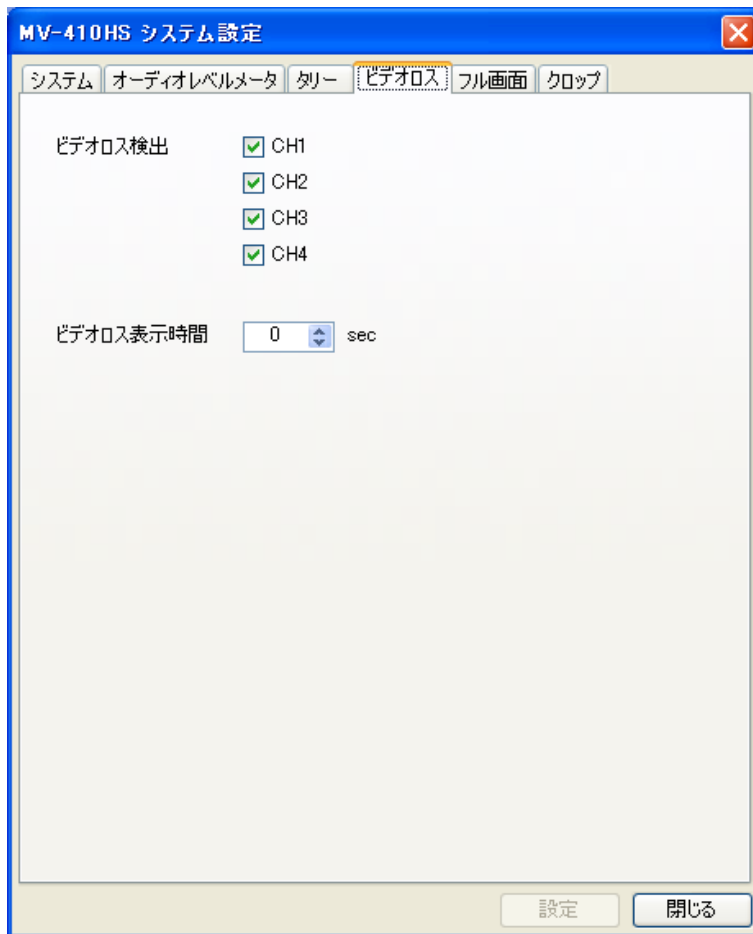 MV-410HS システム設定
システム オーディオレベルメータ タリー ビデオロス フル画面 クロップ
ビデオロス検出 CH1
CH2
CH3
CH4
ビデオロス表示時間 0 sec
設定 閉じる